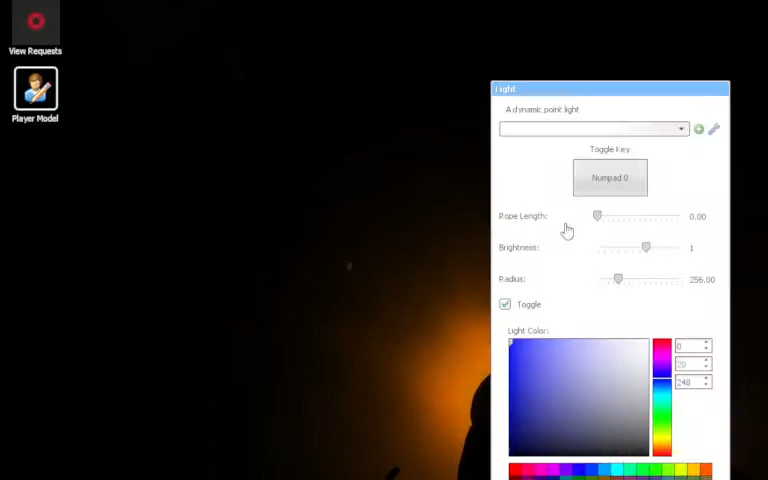 View Requests
Player Model
Light
A dynamic point light
Toggle Key
Numpad 0
Rope Length: 0.00
Brightness: 1
Radius: 256.00
Toggle
Light Color:
0
20
248